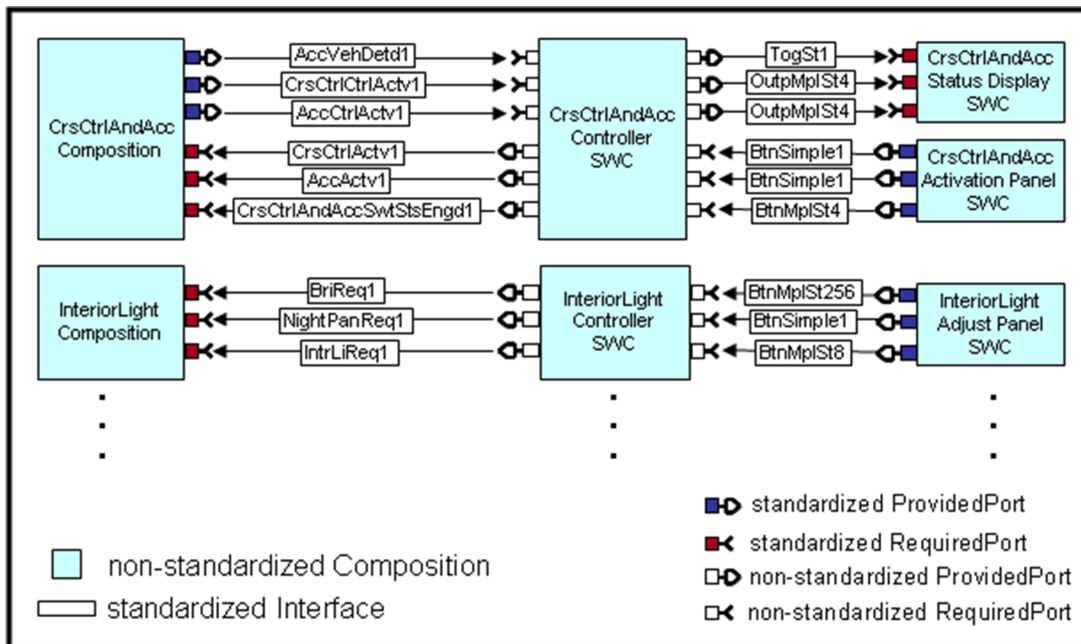 CrsCtrlAndAcc
Composition
AccVehDetd1
CrsCtrlCtrlActv1
AccCtrlActv1
CrsCtrlActv1
AccActv1
CrsCtrlAndAccSwtStsEngd1
CrsCtrlAndAcc
Controller
SWC
TogSt1
OutpMplSt4
OutpMplSt4
BtnSimple1
BtnSimple1
BtnMplSt4
CrsCtrlAndAcc
Status Display
SWC
CrsCtrlAndAcc
Activation Panel
SWC
InteriorLight
Composition
BriReq1
NightPanReq1
IntrLiReq1
InteriorLight
Controller
SWC
BtnMplSt256
BtnSimple1
BtnMplSt8
InteriorLight
Adjust Panel
SWC
non-standardized Composition
standardized Interface
standardized ProvidedPort
standardized RequiredPort
non-standardized ProvidedPort
non-standardized RequiredPort